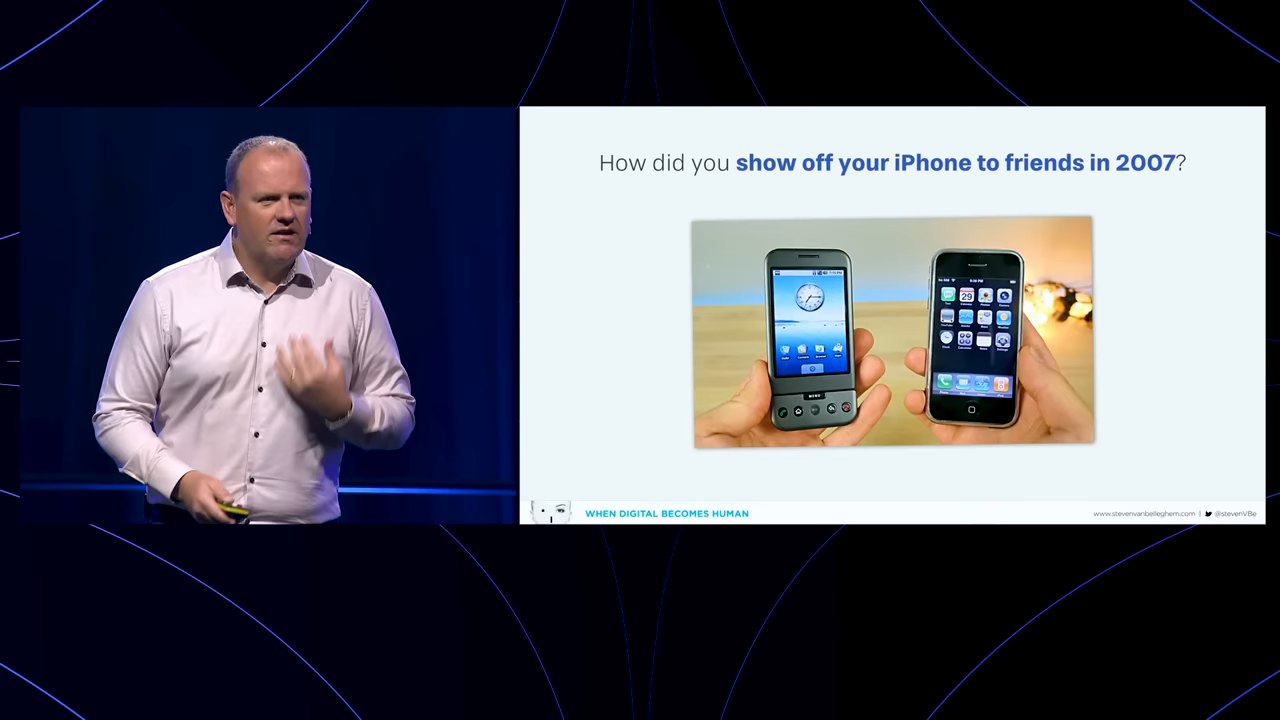 How did you show off your iPhone to friends in 2007?
MENU
WHEN DIGITAL BECOMES HUMAN
www.stevenvanbelleghem.com | @stevenVBe